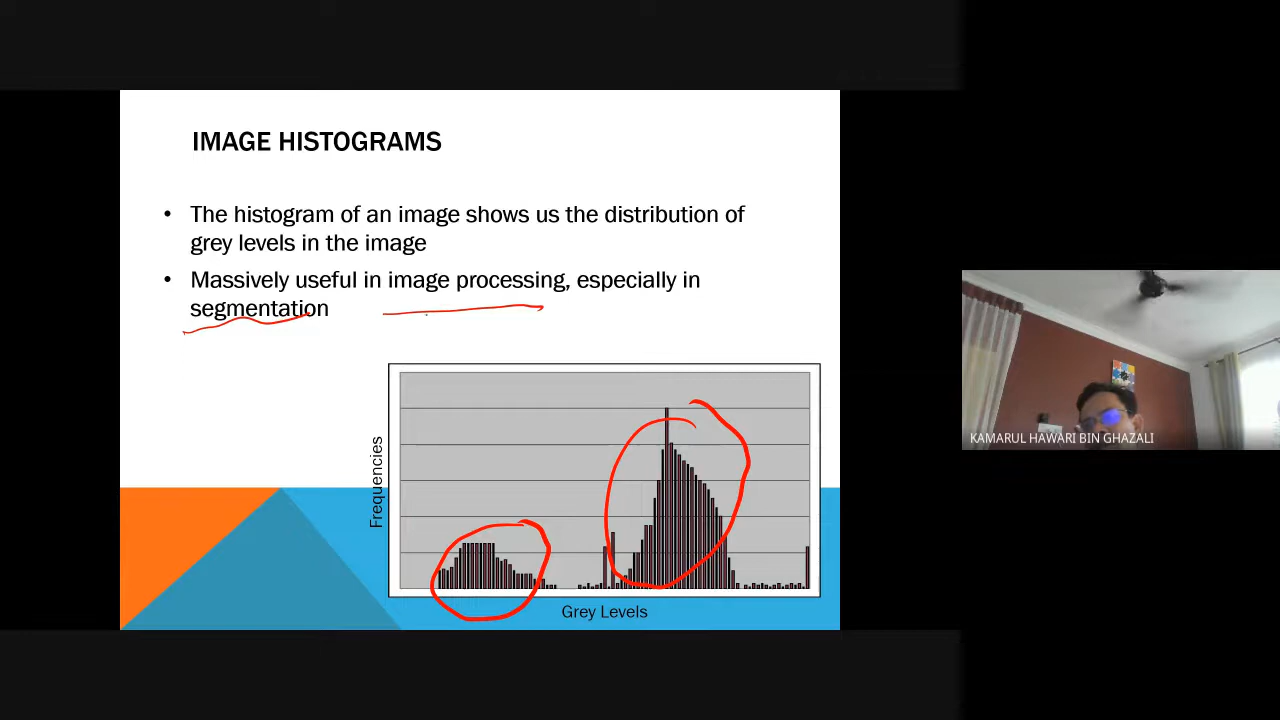 IMAGE HISTOGRAMS
• The histogram of an image shows us the distribution of
grey levels in the image
• Massively useful in image processing, especially in
segmentation
Frequencies
Grey Levels
KAMARUL HAWARI BIN GHAZALI